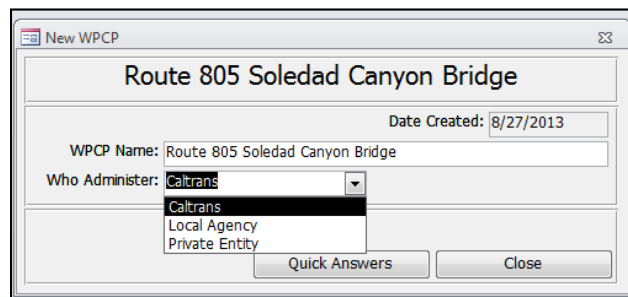 New WPCP
Route 805 Soledad Canyon Bridge
Date Created: 8/27/2013
WPCP Name: Route 805 Soledad Canyon Bridge
Who Administer: Caltrans
Caltrans
Local Agency
Private Entity
Quick Answers Close